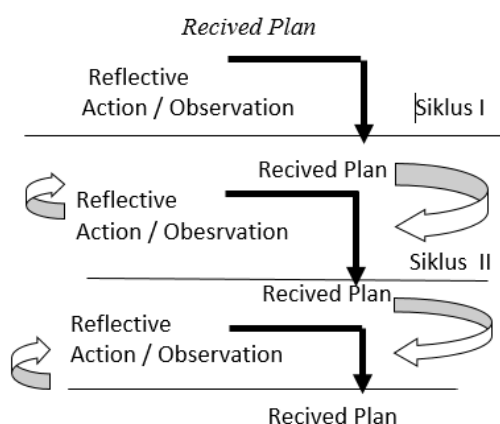 Recived Plan
Reflective
Action / Observation
Siklus I
Recived Plan
Reflective
Action / Obesrvation
Siklus II
Recived Plan
Reflective
Action / Observation
Recived Plan